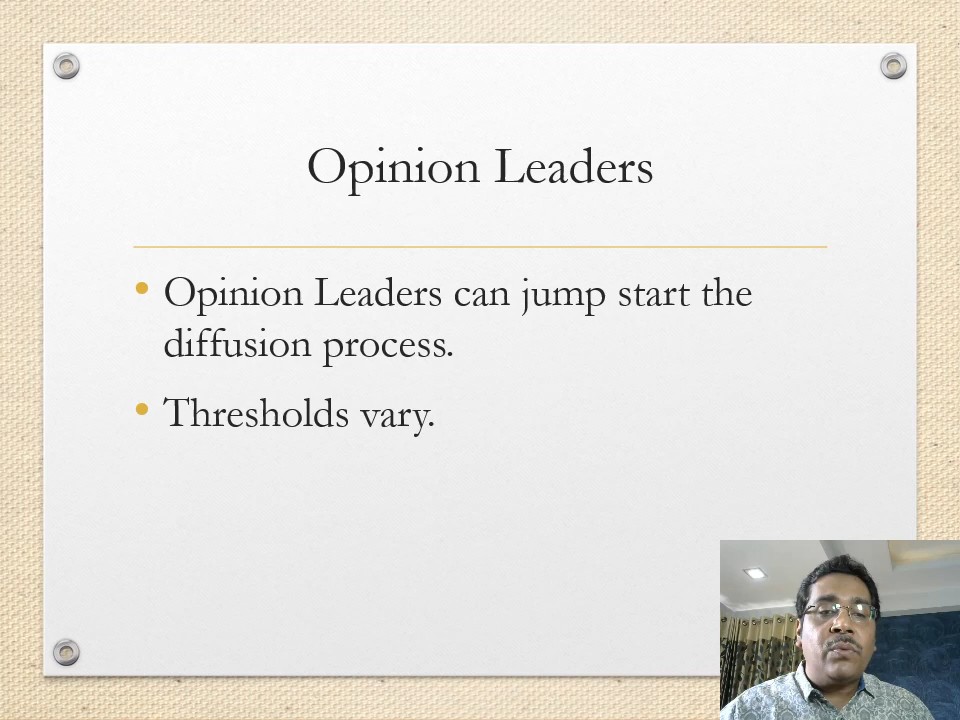 Opinion Leaders
• Opinion Leaders can jump start the
diffusion process.
• Thresholds vary.